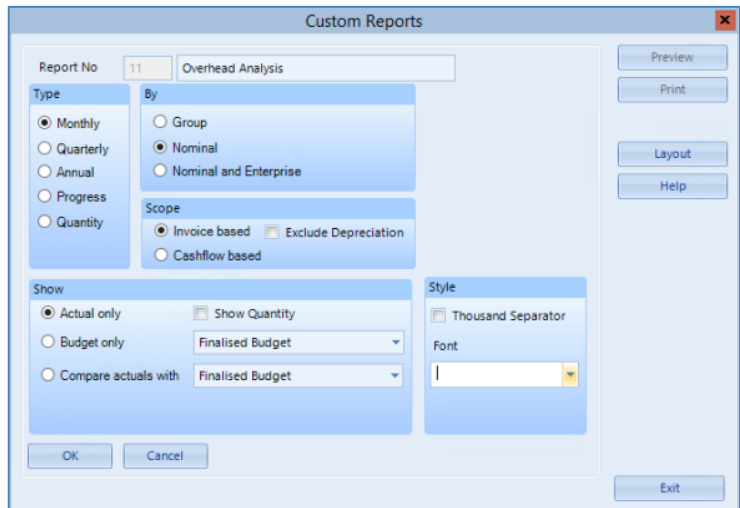 Custom Reports
Report No 11 Overhead Analysis
Preview
Print
Layout
Help
Type
Monthly
Quarterly
Annual
Progress
Quantity
By
Group
Nominal
Nominal and Enterprise
Scope
Invoice based Exclude Depreciation
Cashflow based
Show
Actual only Show Quantity
Budget only Finalised Budget
Compare actuals with Finalised Budget
Style
Thousand Separator
Font
OK Cancel
Exit